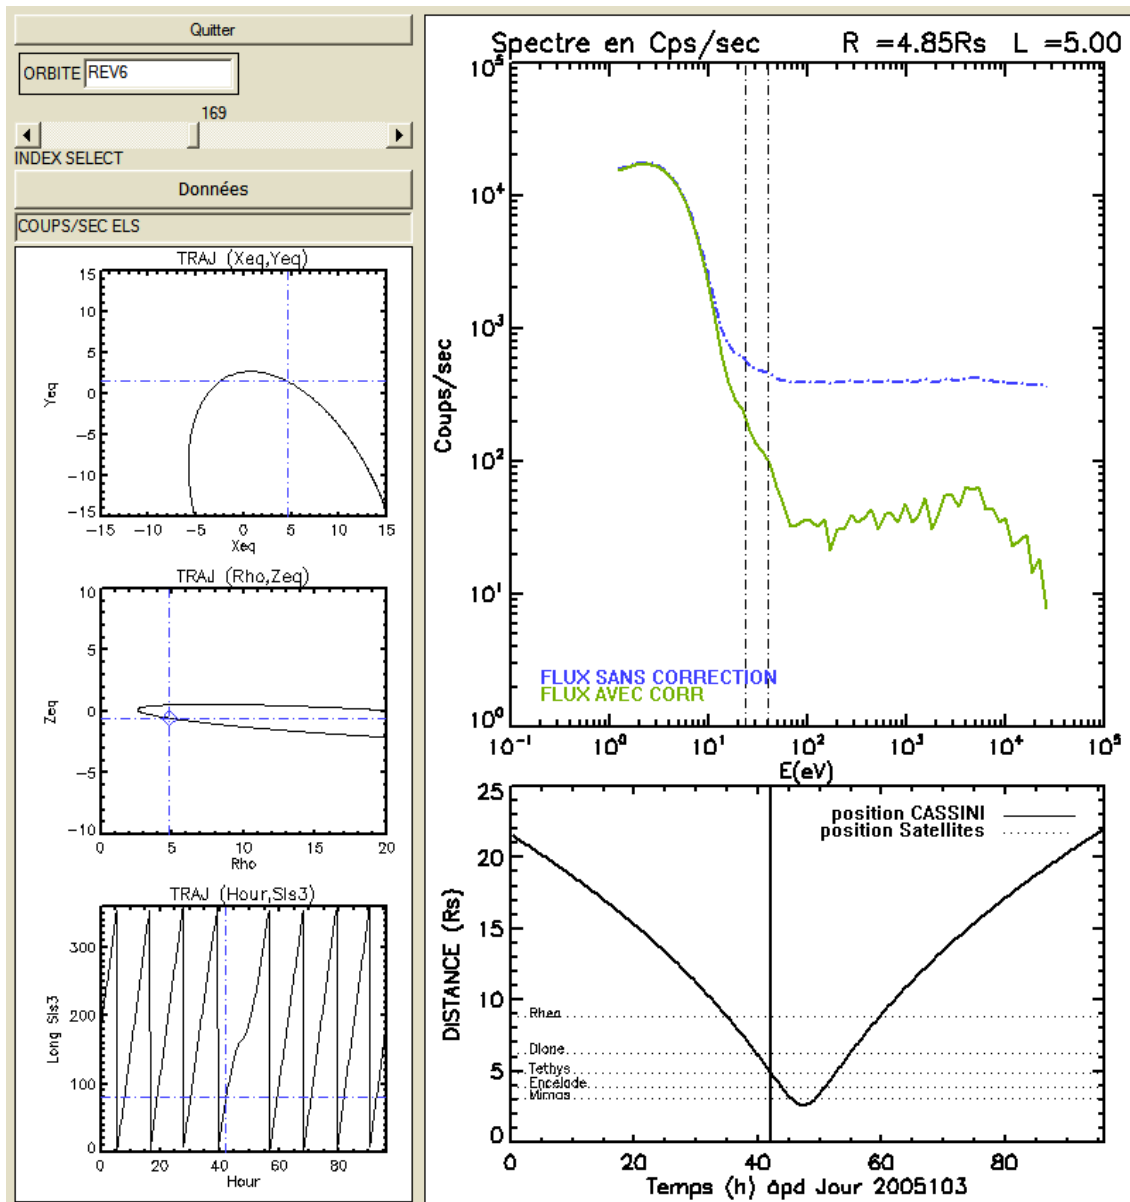 Quitter
ORBITE REV6
169
INDEX SELECT
Données
COUPS/SEC ELS
TRAJ (Xeq,Yeq)
15
10
5
0
-5
-10
-15
Yeq
-15 -10 -5 0 5 10 15
Xeq
TRAJ (Rho,Zeq)
10
5
0
-5
-10
Zeq
0 5 10 15 20
Rho
TRAJ (Hour,Sls3)
300
200
100
0
Long Sls3
0 20 40 60 80
Hour
Spectre en Cps/sec R =4.85Rs L =5.00
10^5
10^4
10^3
10^2
10^1
10^0
Coups/sec
FLUX SANS CORRECTION
FLUX AVEC CORR
10^-1 10^0 10^1 10^2 10^3 10^4 10^5
E(eV)
25
20
15
10
5
0
DISTANCE (Rs)
position CASSINI
position Satellites
Rhea
Dione
Tethys
Encelade
Mimas
0 20 40 60 80
Temps (h) apd Jour 2005103